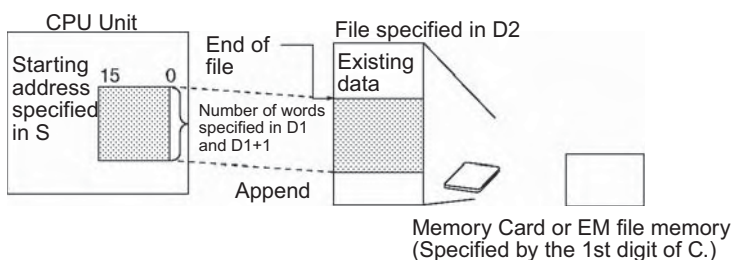 CPU Unit
File specified in D2
Starting
address
specified
in S
15 0
End of
file
Existing
data
Number of words
specified in D1
and D1+1
Append
Memory Card or EM file memory
(Specified by the 1st digit of C.)